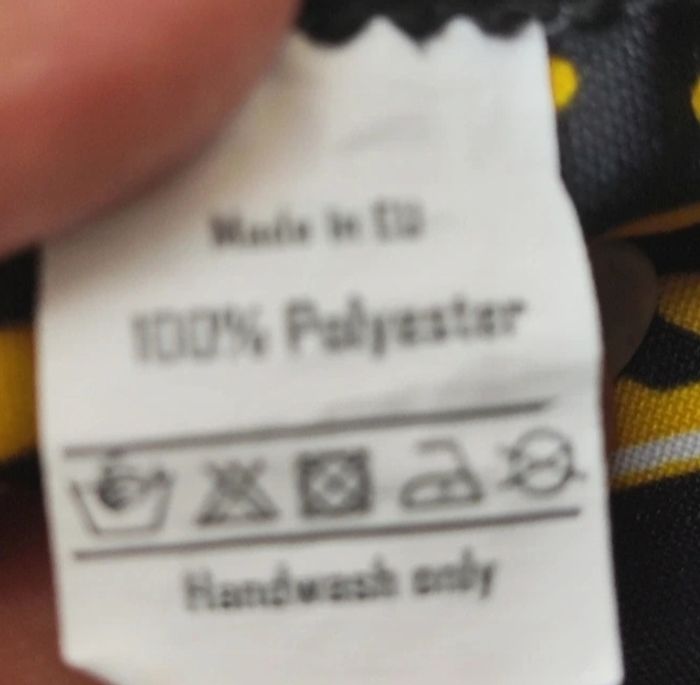 Made in EU
100% Polyester
Handwash only